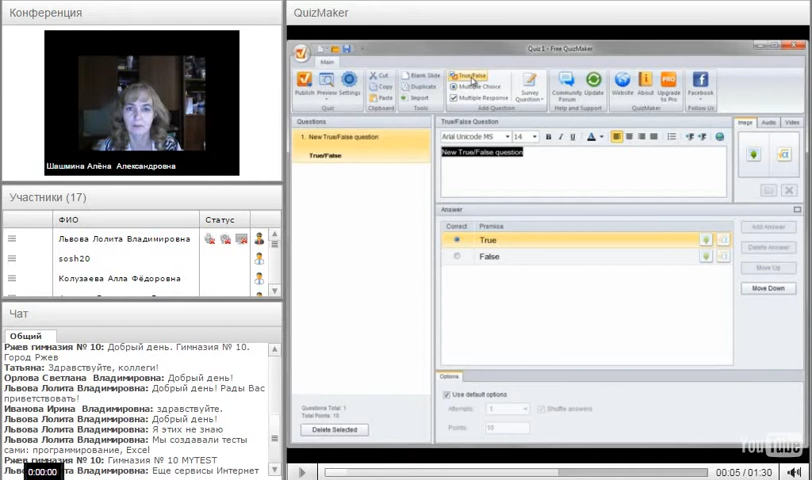 Конференция
Шашмина Алёна Александровна
Участники (17)
ФИО Статус
Львова Лолита Владимировна
sosh20
Колузаева Алла Фёдоровна
Чат
Общий
Ржев гимназия № 10: Добрый день. Гимназия № 10.
Город Ржев
Татьяна: Здравствуйте, коллеги!
Орлова Светлана Владимировна: Добрый день!
Львова Лолита Владимировна: Добрый день! Рады Вас
приветствовать!
Иванова Ирина Владимировна: здравствуйте.
Львова Лолита Владимировна: Добрый день!
Львова Лолита Владимировна: Я этих не знаю
Львова Лолита Владимировна: Мы создавали тесты
сами: программирование, Excel
Ржев гимназия № 10: Гимназия № 10 MYTEST
Львова Лолита Владимировна: Еще сервисы Интернет
0:00:00
QuizMaker
Quiz 1 - Free QuizMaker
Main
Publish Preview Settings
Quiz
Cut
Copy
Paste
Clipboard
Blank Slide
Duplicate
Import
Tools
True/False
Multiple Choice
Multiple Response
Add Question
Survey Question
Community Forum Updates
Help and Support
Website About Upgrade to Pro
QuizMaker
Facebook
Follow Us
Questions
1. New True/False question
True/False
Questions Total: 1
Total Points: 10
Delete Selected
True/False Question
Arial Unicode MS 14 B I U A
New True/False question
Image Audio Video
Answer
Correct Premise
True
False
Add Answer
Delete Answer
Move Up
Move Down
Options
Use default options
Attempts: 1 Shuffle answers
Points: 10
YouTube
00:05 / 01:30